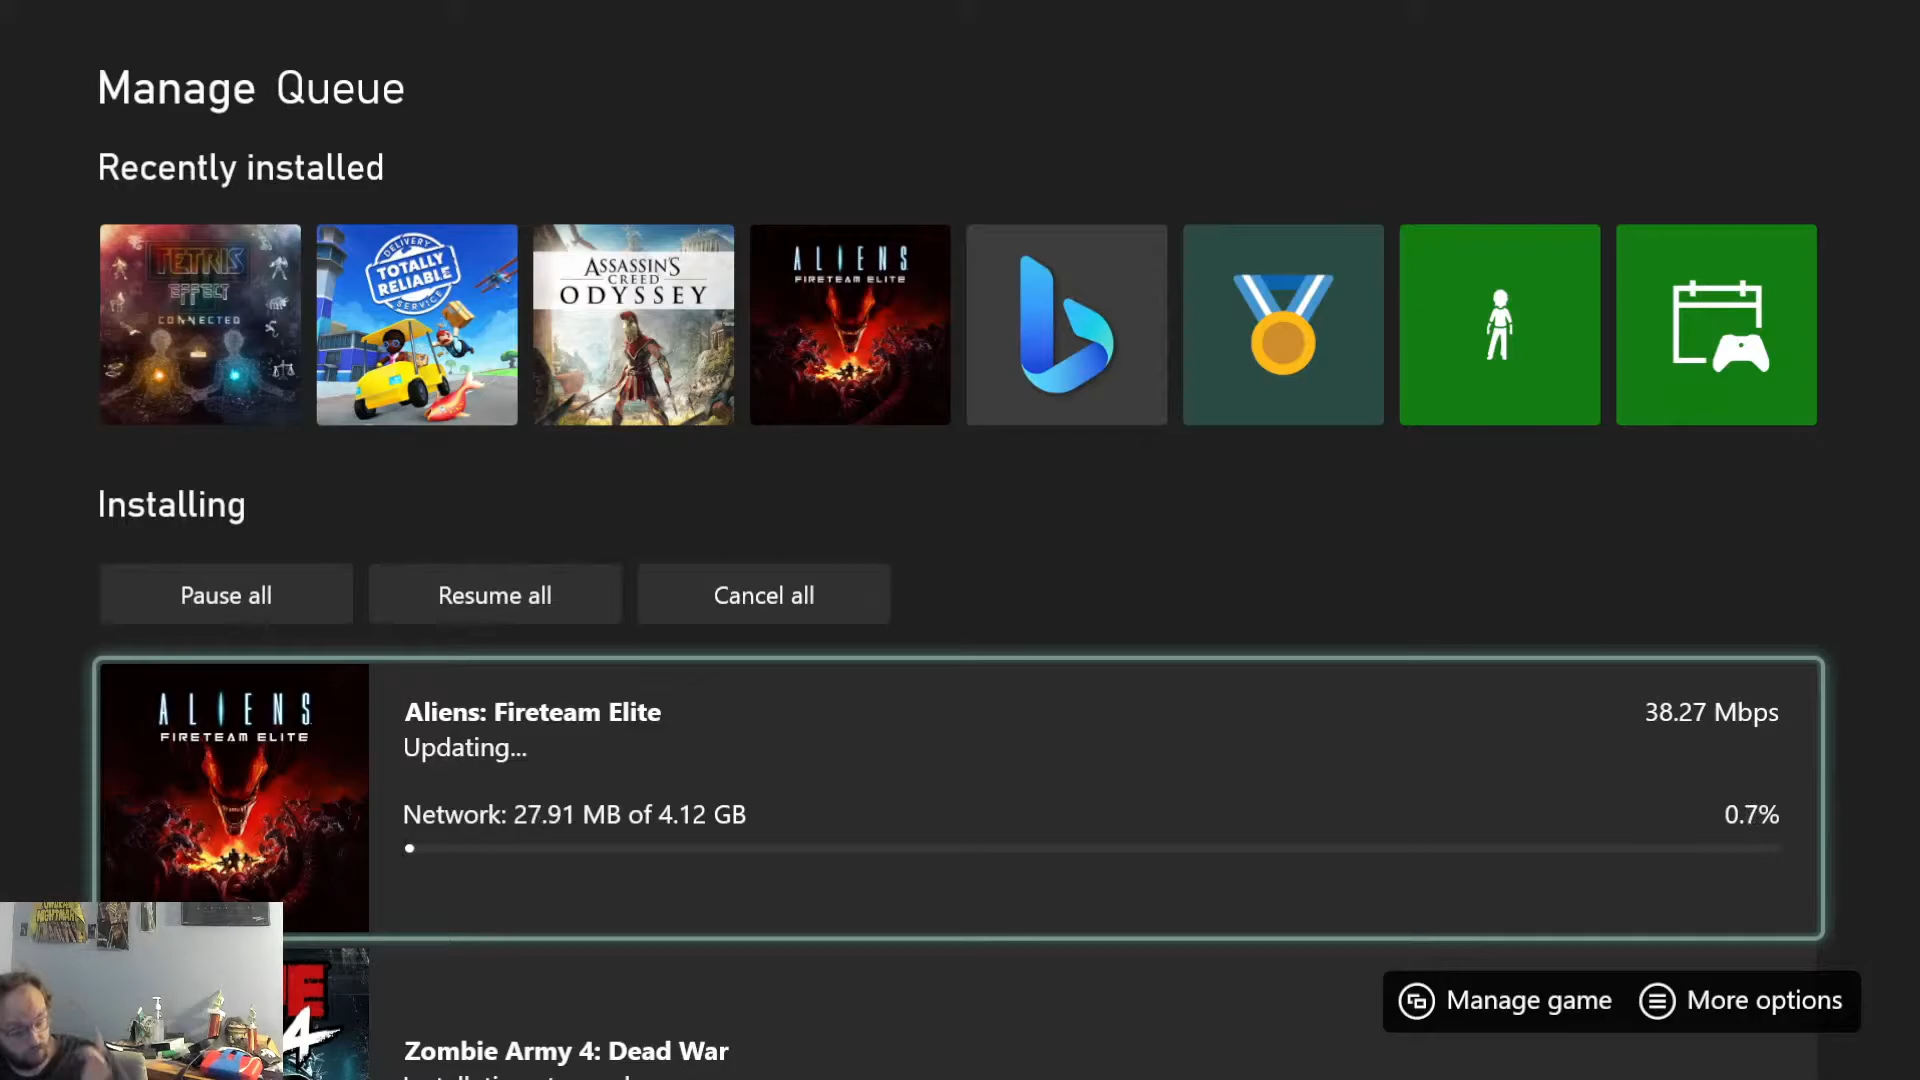 Manage Queue
Recently installed
TETRIS
EFFECT
CONNECTED
DELIVERY
TOTALLY
RELIABLE
SERVICE
ASSASSIN'S
CREED
ODYSSEY
ALIENS
FIRETEAM ELITE
Installing
Pause all
Resume all
Cancel all
ALIENS
FIRETEAM ELITE
Aliens: Fireteam Elite
38.27 Mbps
Updating...
Network: 27.91 MB of 4.12 GB
0.7%
4
Zombie Army 4: Dead War
Manage game
More options